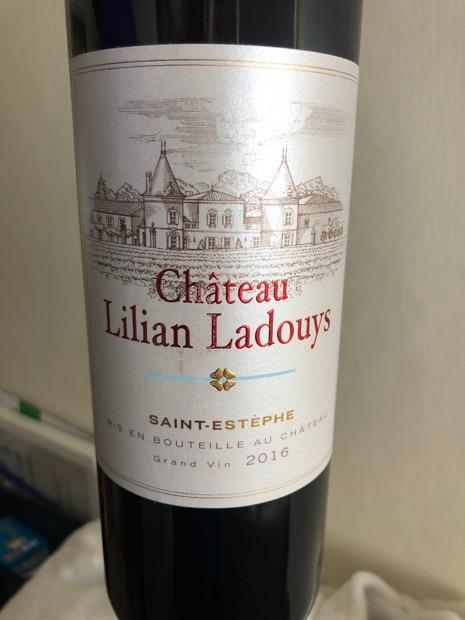 Château
Lilian Ladouys
SAINT-ESTÈPHE
MIS EN BOUTEILLE AU CHÂTEAU
Grand Vin 2016